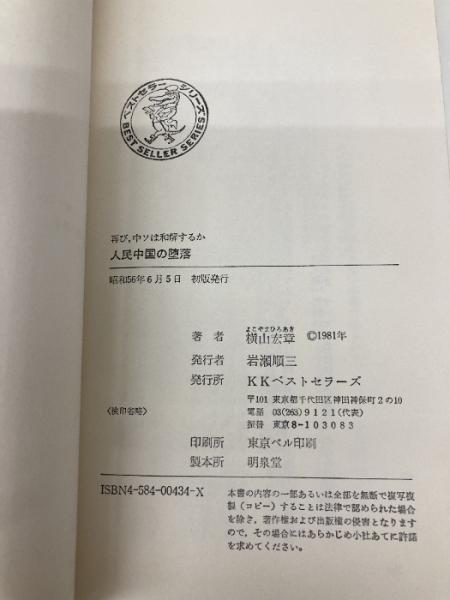 ベストセラーシリーズ
BEST SELLER SERIES
再び,中ソは和解するか
人民中国の堕落
昭和56年6月5日 初版発行
よこやまひろあき
著者 横山宏章 ©1981年
発行者 岩瀬順三
発行所 KKベストセラーズ
〒101 東京都千代田区神田神保町2の10
電話 03(263)9121(代表)
振替 東京8-103083
〈検印省略〉
印刷所 東京ベル印刷
製本所 明泉堂
ISBN4-584-00434-X
本書の内容の一部あるいは全部を無断で複写複
製(コピー)することは法律で認められた場合
を除き,著作権および出版権の侵害となります
ので,その場合にはあらかじめ小社あてに許諾
を求めてください。